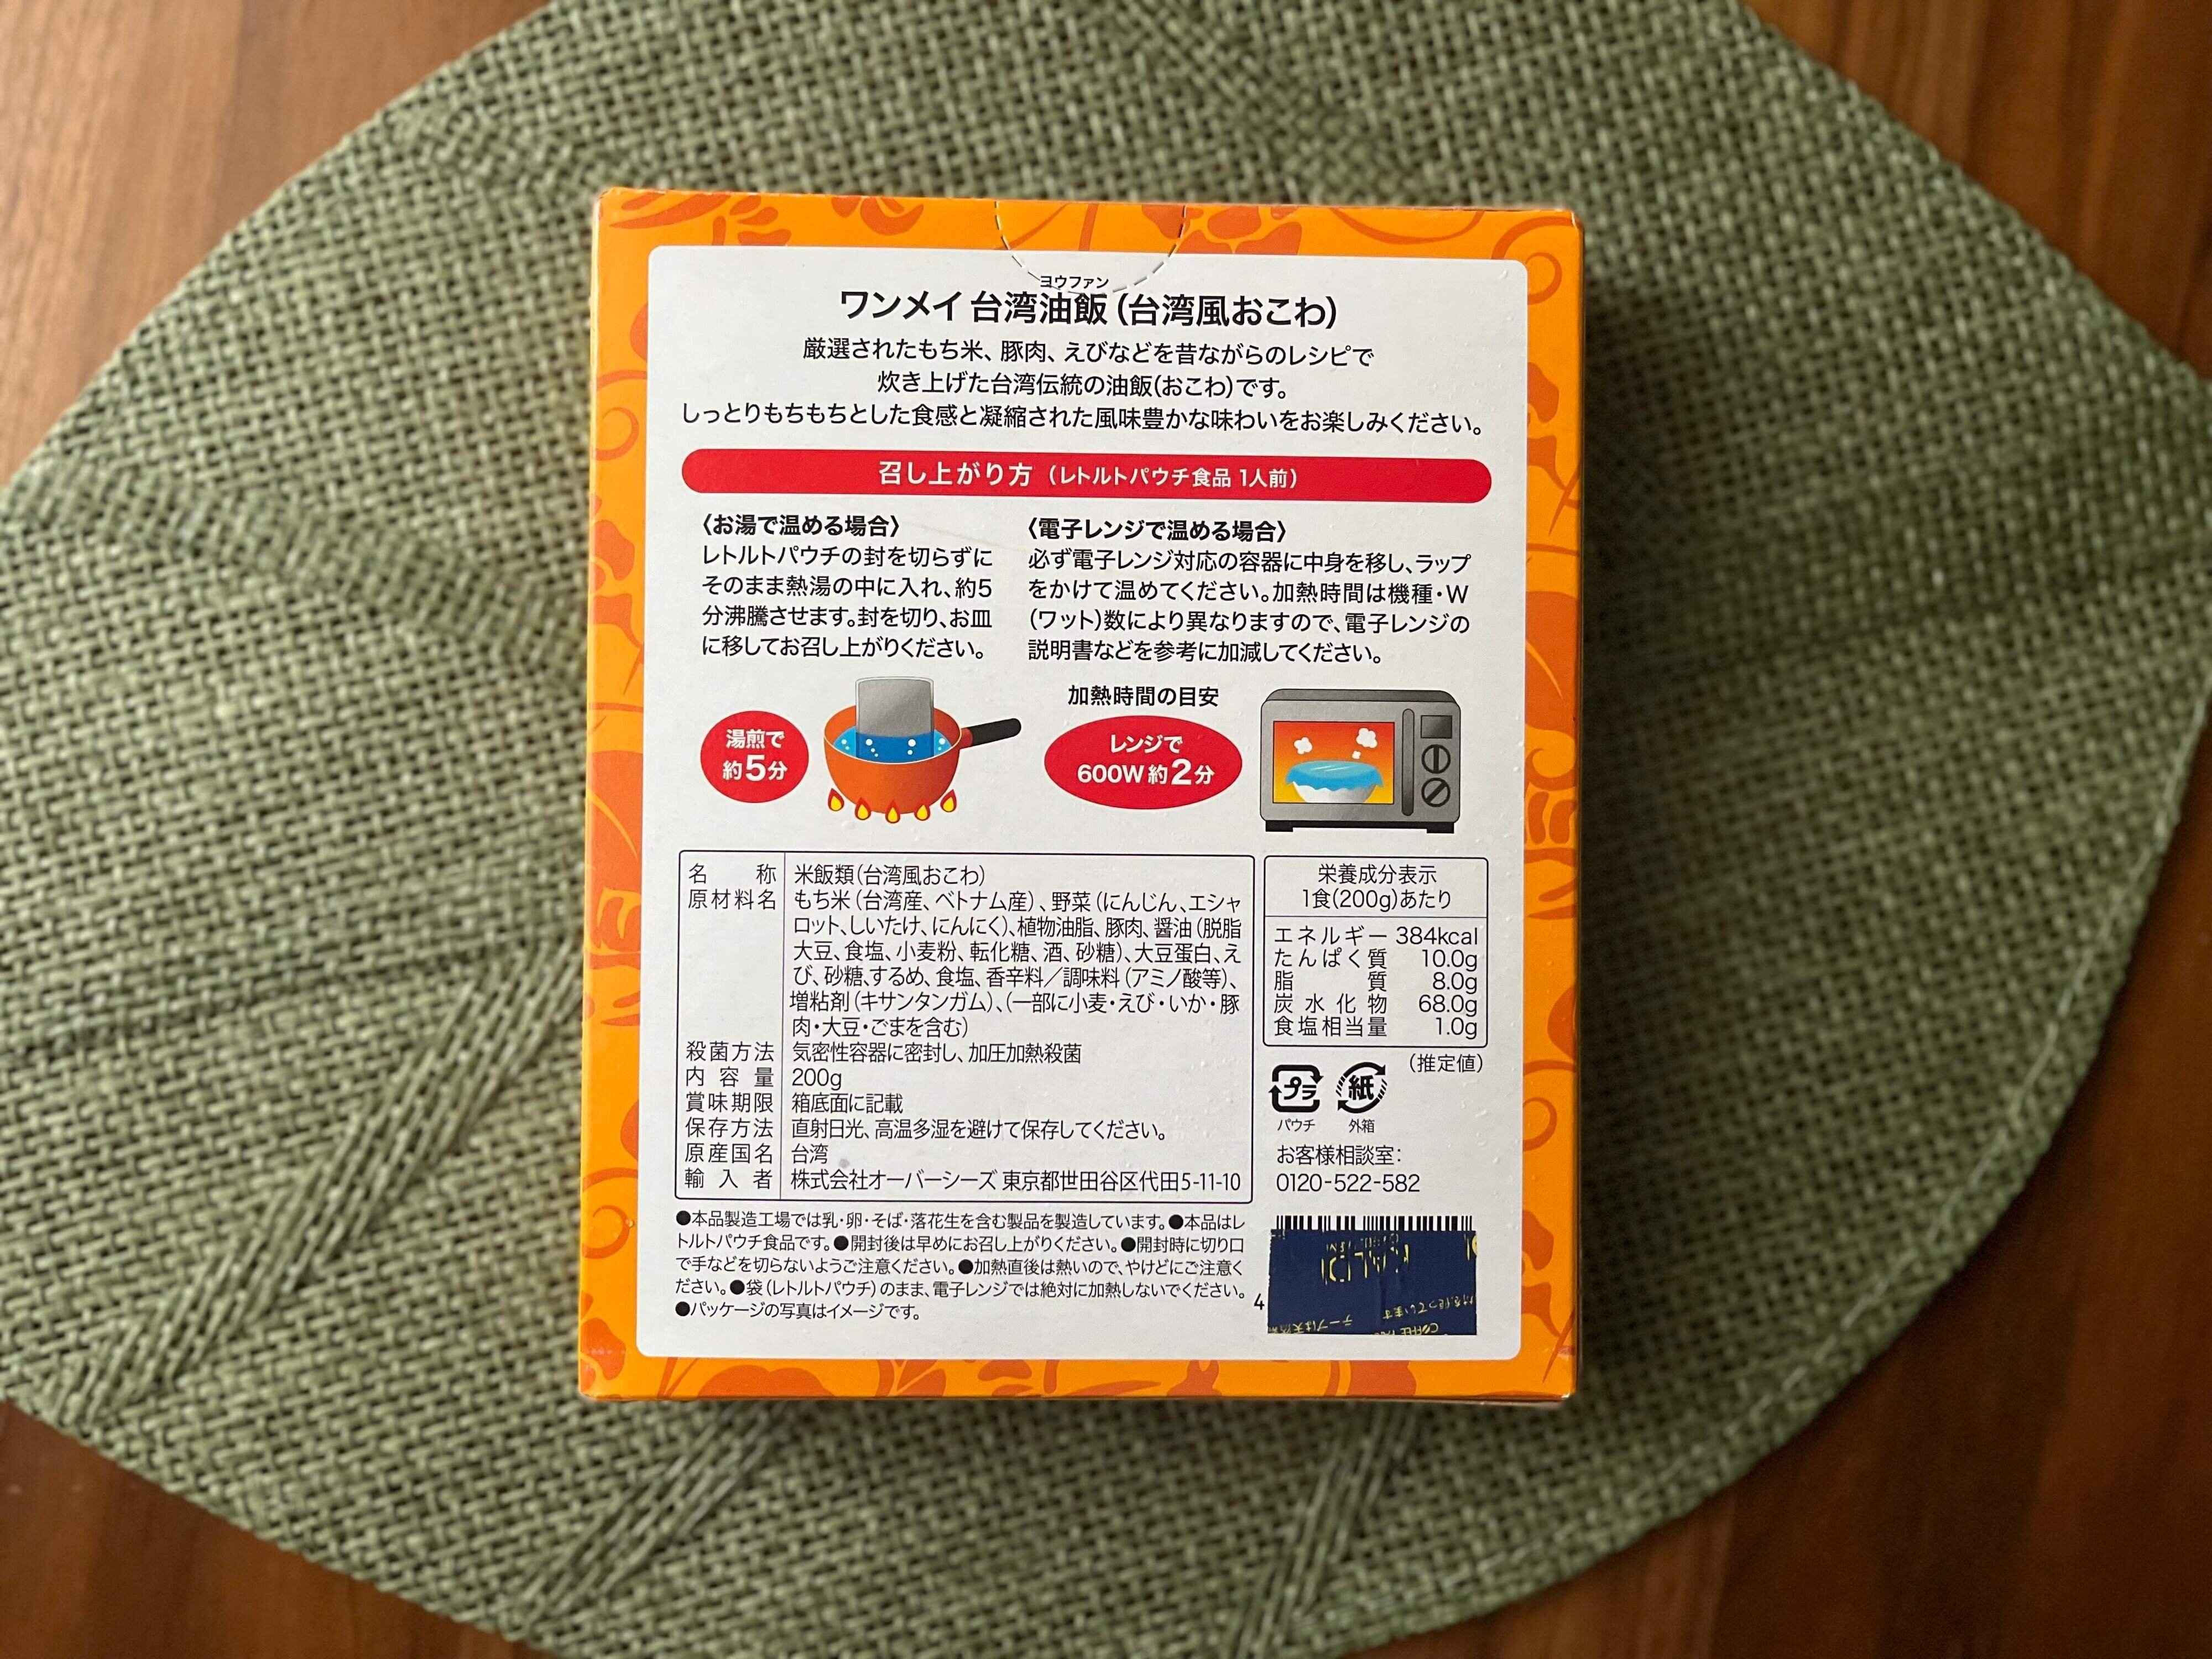 ヨウファン
ワンメイ 台湾油飯(台湾風おこわ)
厳選されたもち米、豚肉、えびなどを昔ながらのレシピで
炊き上げた台湾伝統の油飯(おこわ)です。
しっとりもちもちとした食感と凝縮された風味豊かな味わいをお楽しみください。
召し上がり方(レトルトパウチ食品 1人前)
〈お湯で温める場合〉
レトルトパウチの封を切らずに
そのまま熱湯の中に入れ、約5
分沸騰させます。封を切り、お皿
に移してお召し上がりください。
〈電子レンジで温める場合〉
必ず電子レンジ対応の容器に中身を移し、ラップ
をかけて温めてください。加熱時間は機種・W
(ワット)数により異なりますので、電子レンジの
説明書などを参考に加減してください。
湯煎で
約5分
加熱時間の目安
レンジで
600W 約2分
名称 米飯類(台湾風おこわ)
原材料名 もち米(台湾産、ベトナム産)、野菜(にんじん、エシャ
ロット、しいたけ、にんにく)、植物油脂、豚肉、醤油(脱脂
大豆、食塩、小麦粉、転化糖、酒、砂糖)、大豆蛋白、え
び、砂糖、するめ、食塩、香辛料/調味料(アミノ酸等)、
増粘剤(キサンタンガム)、(一部に小麦・えび・いか・豚
肉・大豆・ごまを含む)
殺菌方法 気密性容器に密封し、加圧加熱殺菌
内容量 200g
賞味期限 箱底面に記載
保存方法 直射日光、高温多湿を避けて保存してください。
原産国名 台湾
輸入者 株式会社オーバーシーズ 東京都世田谷区代田5-11-10
栄養成分表示
1食(200g)あたり
エネルギー 384kcal
たんぱく質 10.0g
脂質 8.0g
炭水化物 68.0g
食塩相当量 1.0g
(推定値)
プラ 紙
パウチ 外箱
お客様相談室:
0120-522-582
●本品製造工場では乳・卵・そば・落花生を含む製品を製造しています。●本品はレ
トルトパウチ食品です。●開封後は早めにお召し上がりください。●開封時に切り口
で手などを切らないようご注意ください。●加熱直後は熱いので、やけどにご注意く
ださい。●袋(レトルトパウチ)のまま、電子レンジでは絶対に加熱しないでください。
●パッケージの写真はイメージです。
4